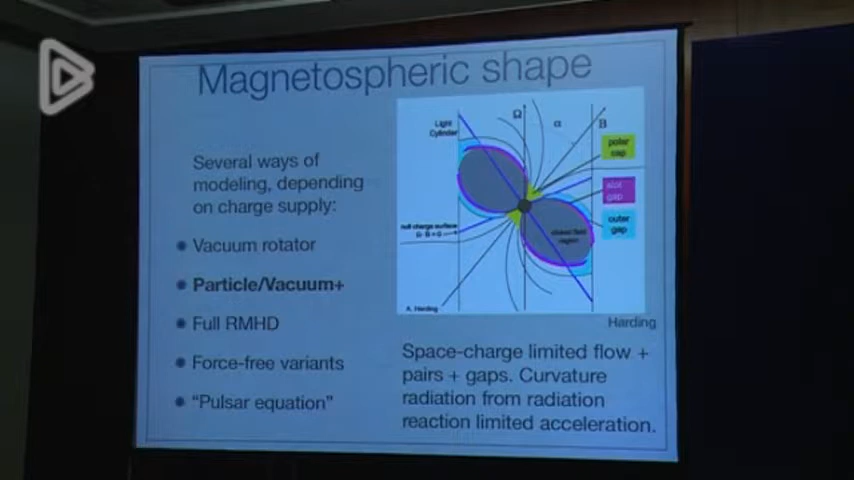 Magnetospheric shape
Several ways of
modeling, depending
on charge supply:
Vacuum rotator
Particle/Vacuum+
Full RMHD
Force-free variants
"Pulsar equation"
Light
Cylinder
Ω
α
B
polar
cap
slot
gap
outer
gap
null charge surface
closed field
region
A. Harding
Harding
Space-charge limited flow +
pairs + gaps. Curvature
radiation from radiation
reaction limited acceleration.